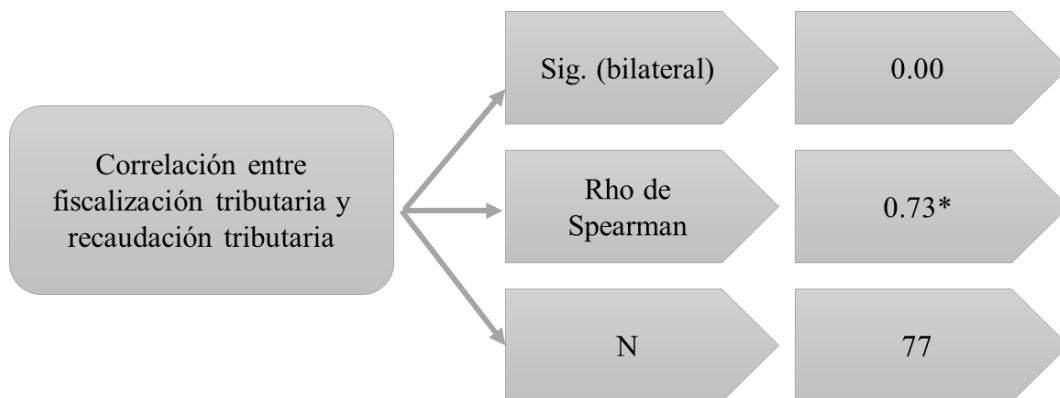 Correlación entre
fiscalización tributaria y
recaudación tributaria
Sig. (bilateral)
0.00
Rho de
Spearman
0.73*
N
77